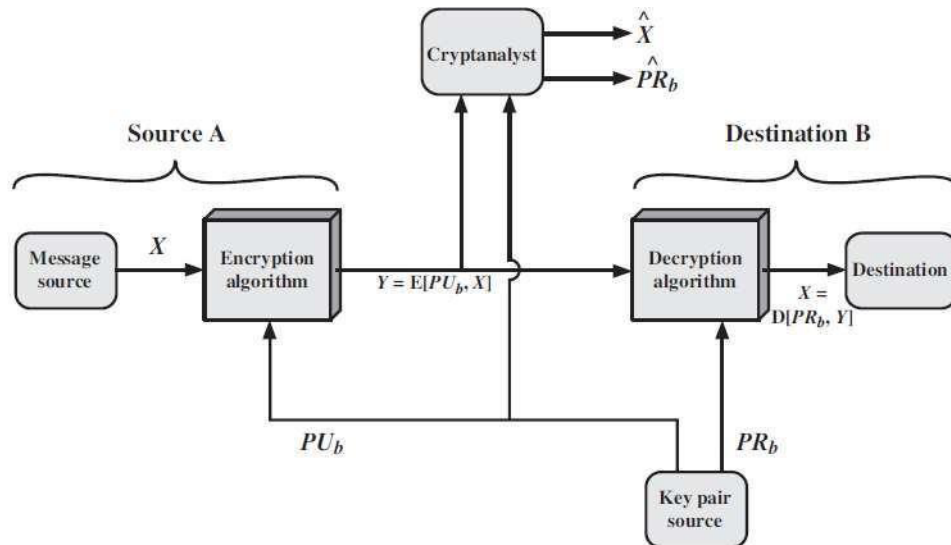 Cryptanalyst
X̂
P̂R_b
Source A
Destination B
Message
source
X
Encryption
algorithm
Y = E[PU_b, X]
Decryption
algorithm
X =
D[PR_b, Y]
Destination
PU_b
PR_b
Key pair
source